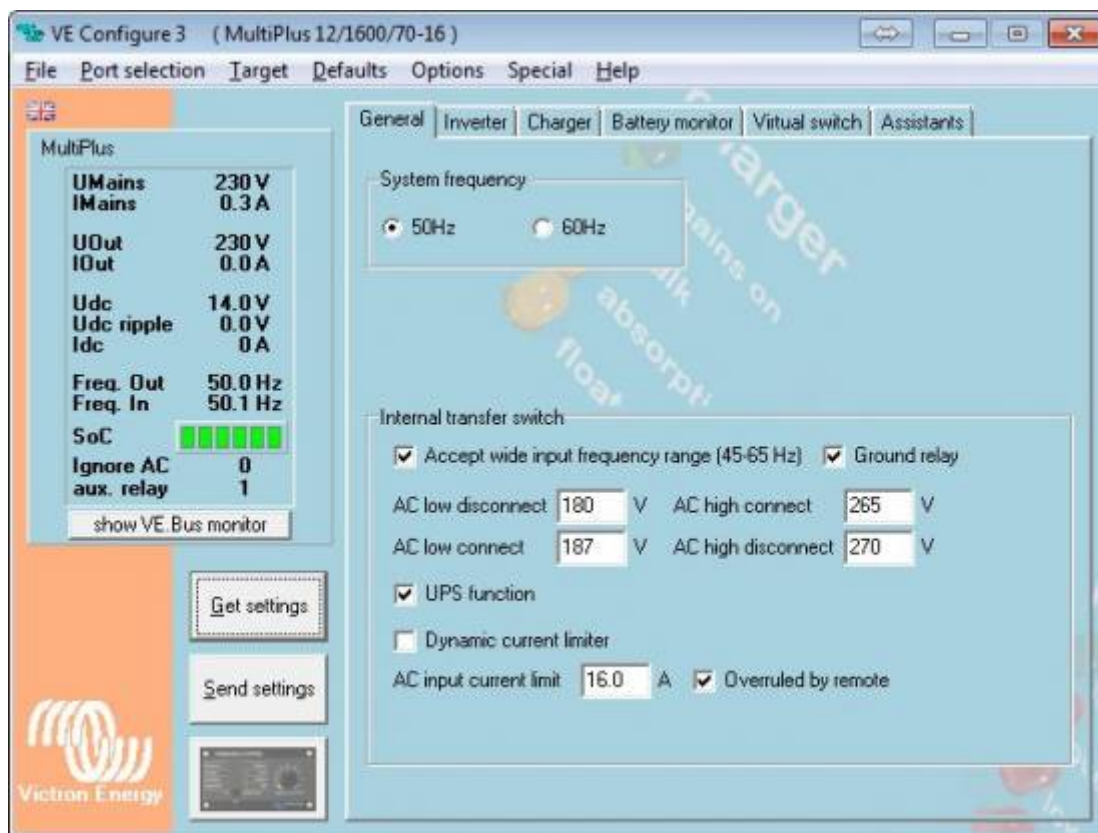 VE Configure 3 ( MultiPlus 12/1600/70-16 )
File Port selection Target Defaults Options Special Help
MultiPlus
UMains 230 V
IMains 0.3 A
UOut 230 V
IOut 0.0 A
Udc 14.0 V
Udc ripple 0.0 V
Idc 0 A
Freq. Out 50.0 Hz
Freq. In 50.1 Hz
SoC
Ignore AC 0
aux. relay 1
show VE.Bus monitor
Get settings
Send settings
Victron Energy
General Inverter Charger Battery monitor Virtual switch Assistants
System frequency
50Hz 60Hz
Charger
mains on
bulk
absorpti
float
Internal transfer switch
Accept wide input frequency range (45-65 Hz) Ground relay
AC low disconnect 180 V AC high connect 265 V
AC low connect 187 V AC high disconnect 270 V
UPS function
Dynamic current limiter
AC input current limit 16.0 A Overruled by remote